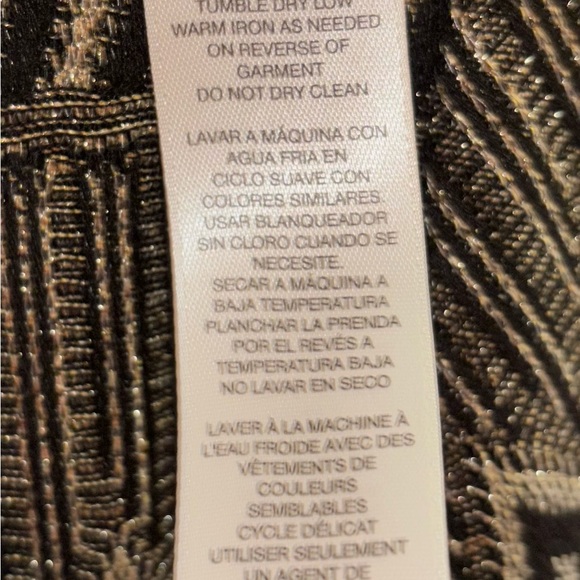 TUMBLE DRY LOW
WARM IRON AS NEEDED
ON REVERSE OF
GARMENT
DO NOT DRY CLEAN
LAVAR A MÁQUINA CON
AGUA FRIA EN
CICLO SUAVE CON
COLORES SIMILARES.
USAR BLANQUEADOR
SIN CLORO CUANDO SE
NECESITE.
SECAR A MÁQUINA A
BAJA TEMPERATURA
PLANCHAR LA PRENDA
POR EL REVÉS A
TEMPERATURA BAJA
NO LAVAR EN SECO
LAVER À LA MACHINE À
L'EAU FROIDE AVEC DES
VÊTEMENTS DE
COULEURS
SEMBLABLES
CYCLE DÉLICAT
UTILISER SEULEMENT
UN AGENT DE